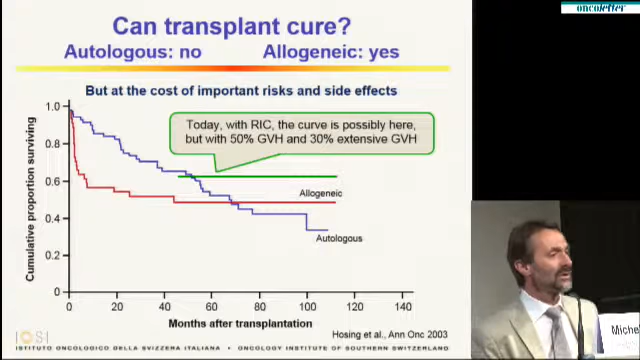 oncoletter
Can transplant cure?
Autologous: no Allogeneic: yes
But at the cost of important risks and side effects
Today, with RIC, the curve is possibly here,
but with 50% GVH and 30% extensive GVH
Cumulative proportion surviving
1.0
0.8
0.6
0.4
0.2
0
Allogeneic
Autologous
0 20 40 60 80 100 120 140
Months after transplantation
Hosing et al., Ann Onc 2003
IOSI
ISTITUTO ONCOLOGICO DELLA SVIZZERA ITALIANA • ONCOLOGY INSTITUTE OF SOUTHERN SWITZERLAND
Miche